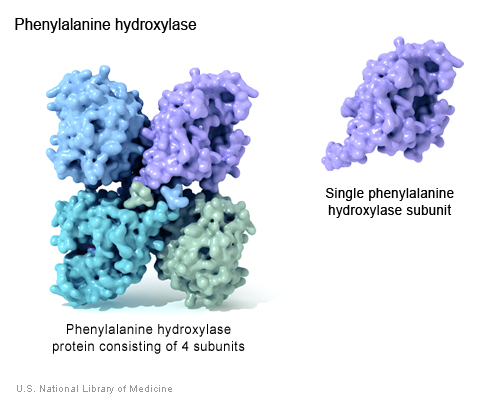 Phenylalanine hydroxylase
Single phenylalanine
hydroxylase subunit
Phenylalanine hydroxylase
protein consisting of 4 subunits
U.S. National Library of Medicine